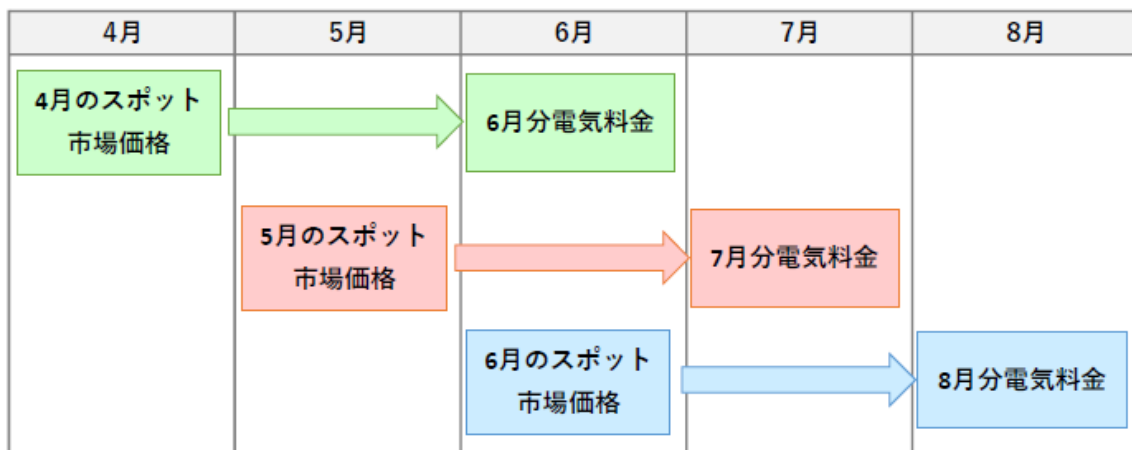 4月
5月
6月
7月
8月
4月のスポット
市場価格
6月分電気料金
5月のスポット
市場価格
7月分電気料金
6月のスポット
市場価格
8月分電気料金